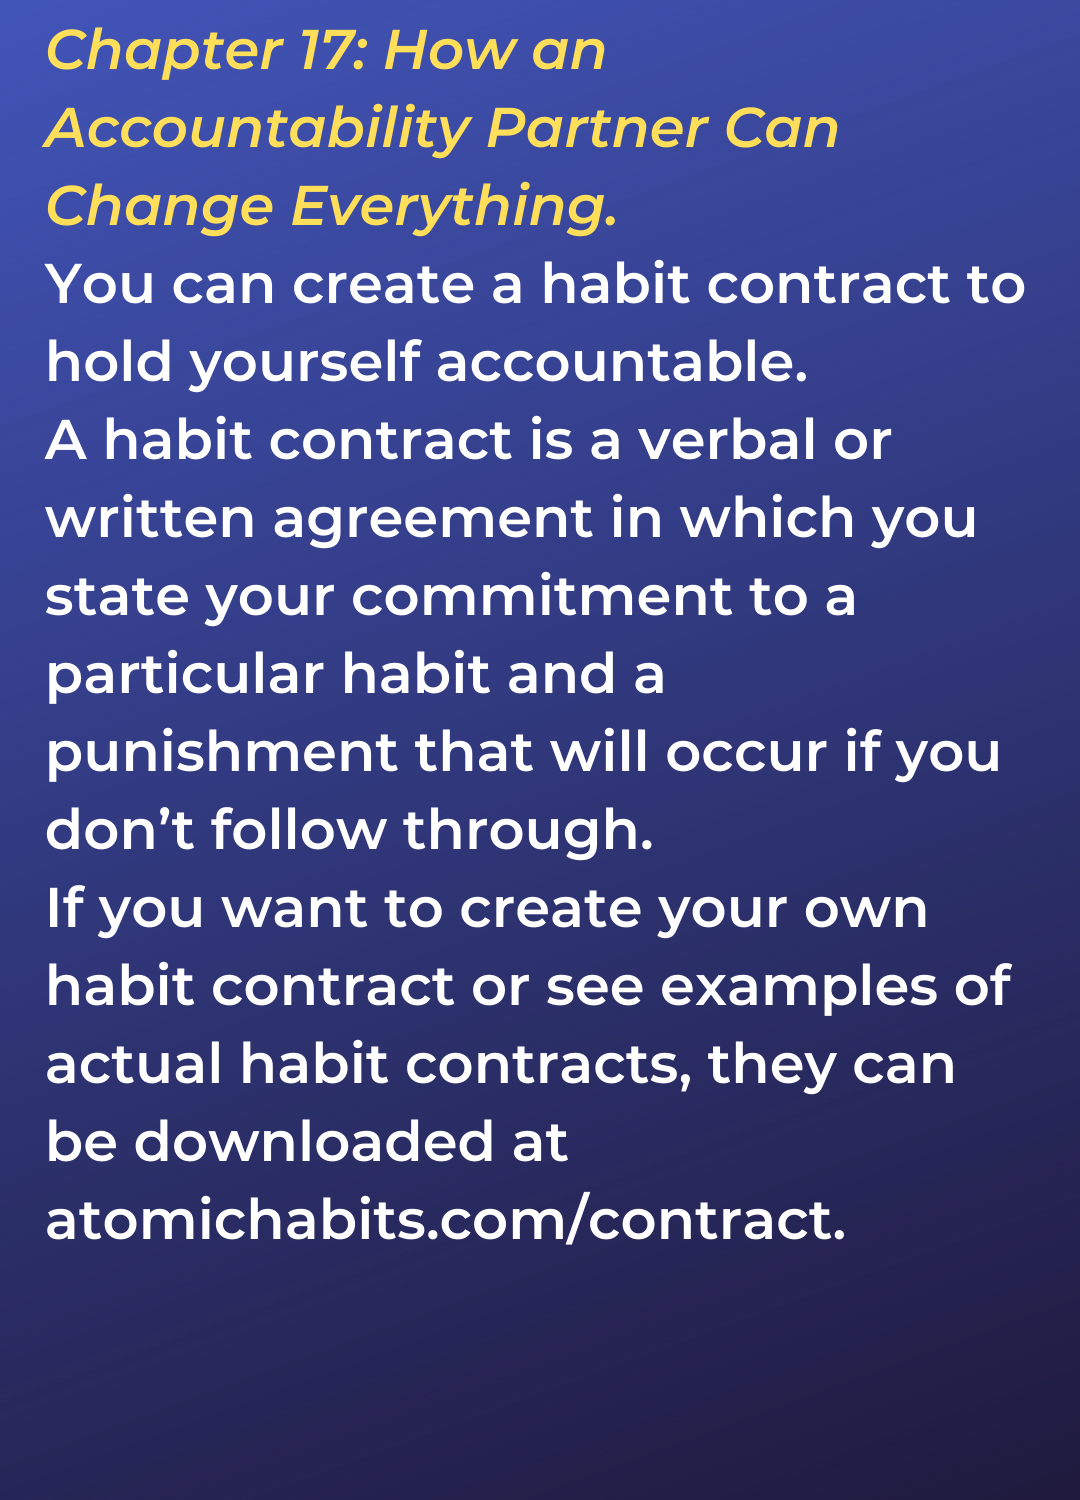 Chapter 17: How an
Accountability Partner Can
Change Everything.
You can create a habit contract to
hold yourself accountable.
A habit contract is a verbal or
written agreement in which you
state your commitment to a
particular habit and a
punishment that will occur if you
don’t follow through.
If you want to create your own
habit contract or see examples of
actual habit contracts, they can
be downloaded at
atomichabits.com/contract.